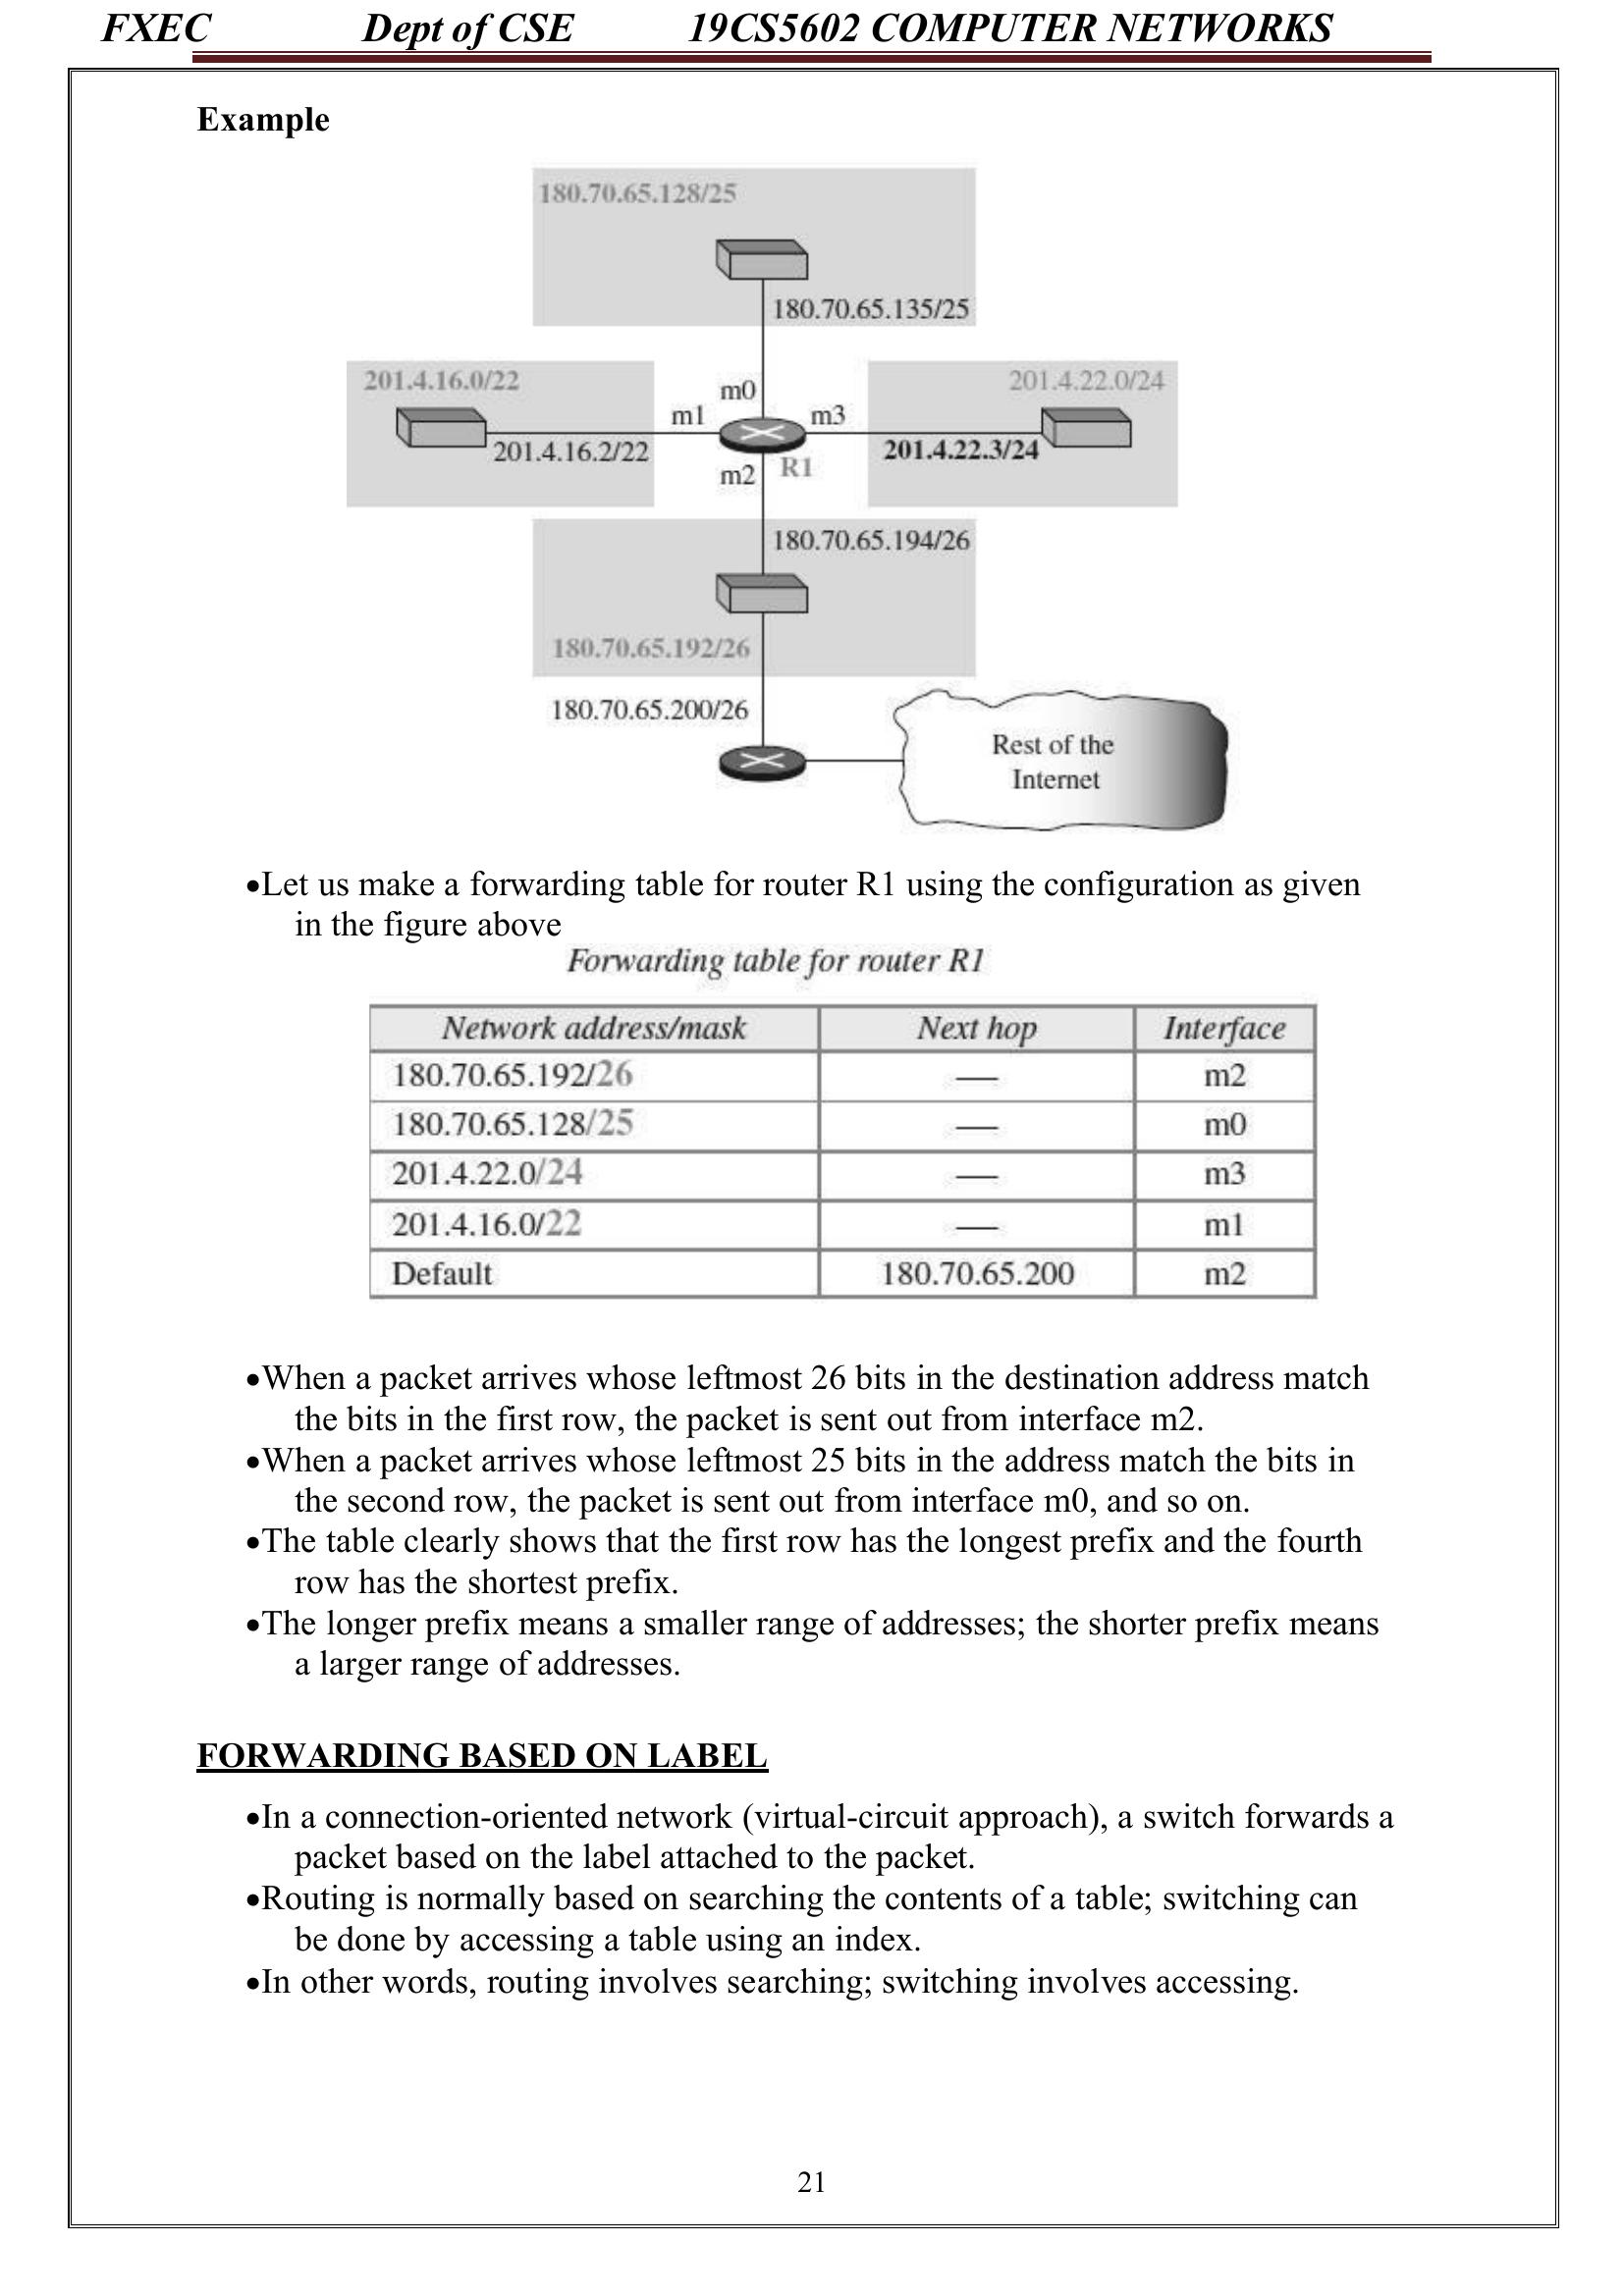 FXEC Dept of CSE 19CS5602 COMPUTER NETWORKS
Example
180.70.65.128/25
180.70.65.135/25
201.4.16.0/22
m0
201.4.22.0/24
m1
m3
201.4.16.2/22
201.4.22.3/24
m2
R1
180.70.65.194/26
180.70.65.192/26
180.70.65.200/26
Rest of the
Internet
•Let us make a forwarding table for router R1 using the configuration as given
in the figure above
Forwarding table for router R1
Network address/mask Next hop Interface
180.70.65.192/26 — m2
180.70.65.128/25 — m0
201.4.22.0/24 — m3
201.4.16.0/22 — m1
Default 180.70.65.200 m2
•When a packet arrives whose leftmost 26 bits in the destination address match
the bits in the first row, the packet is sent out from interface m2.
•When a packet arrives whose leftmost 25 bits in the address match the bits in
the second row, the packet is sent out from interface m0, and so on.
•The table clearly shows that the first row has the longest prefix and the fourth
row has the shortest prefix.
•The longer prefix means a smaller range of addresses; the shorter prefix means
a larger range of addresses.
FORWARDING BASED ON LABEL
•In a connection-oriented network (virtual-circuit approach), a switch forwards a
packet based on the label attached to the packet.
•Routing is normally based on searching the contents of a table; switching can
be done by accessing a table using an index.
•In other words, routing involves searching; switching involves accessing.
21